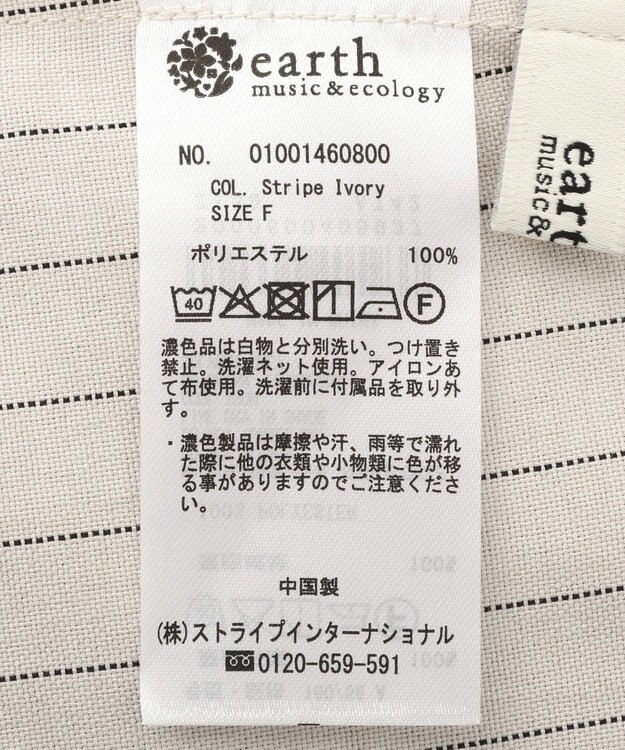 earth
music&ecology
NO. 01001460800
COL. Stripe Ivory
SIZE F
ポリエステル 100%
40 F
濃色品は白物と分別洗い。つけ置き
禁止。洗濯ネット使用。アイロンあ
て布使用。洗濯前に付属品を取り外
す。
・濃色製品は摩擦や汗、雨等で濡れ
た際に他の衣類や小物類に色が移
る事がありますのでご注意くださ
い。
中国製
(株)ストライプインターナショナル
0120-659-591
eart
music&